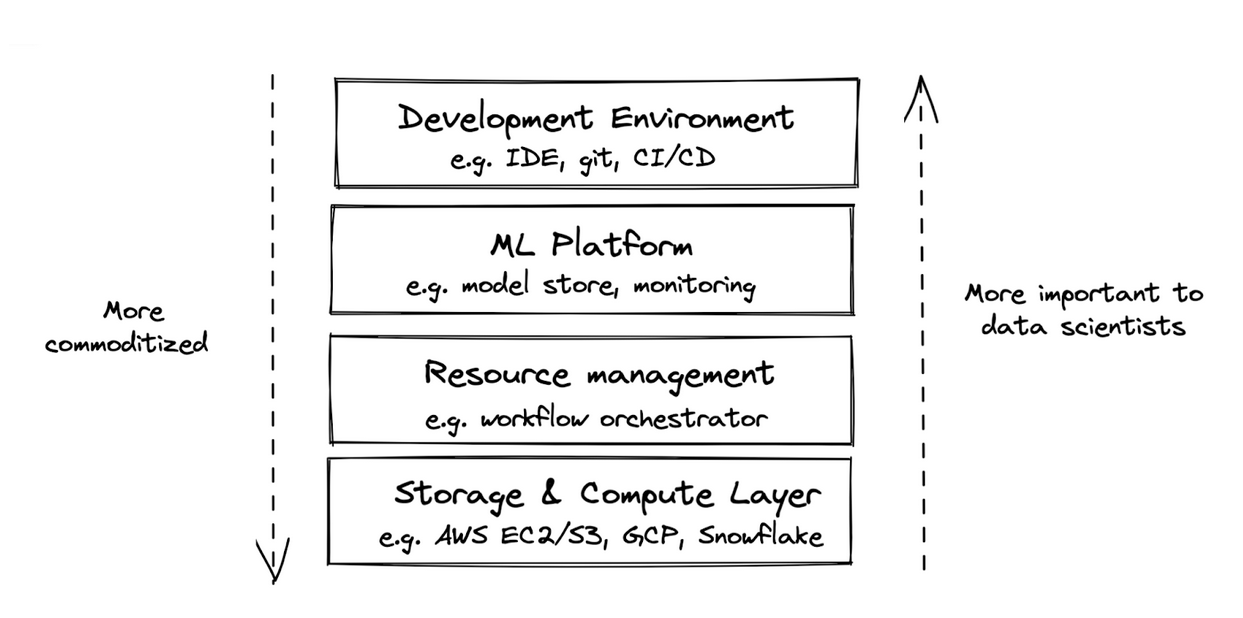 Development Environment
e.g. IDE, git, CI/CD
ML Platform
e.g. model store, monitoring
More
commoditized
More important to
data scientists
Resource management
e.g. workflow orchestrator
Storage & Compute Layer
e.g. AWS EC2/S3, GCP, Snowflake